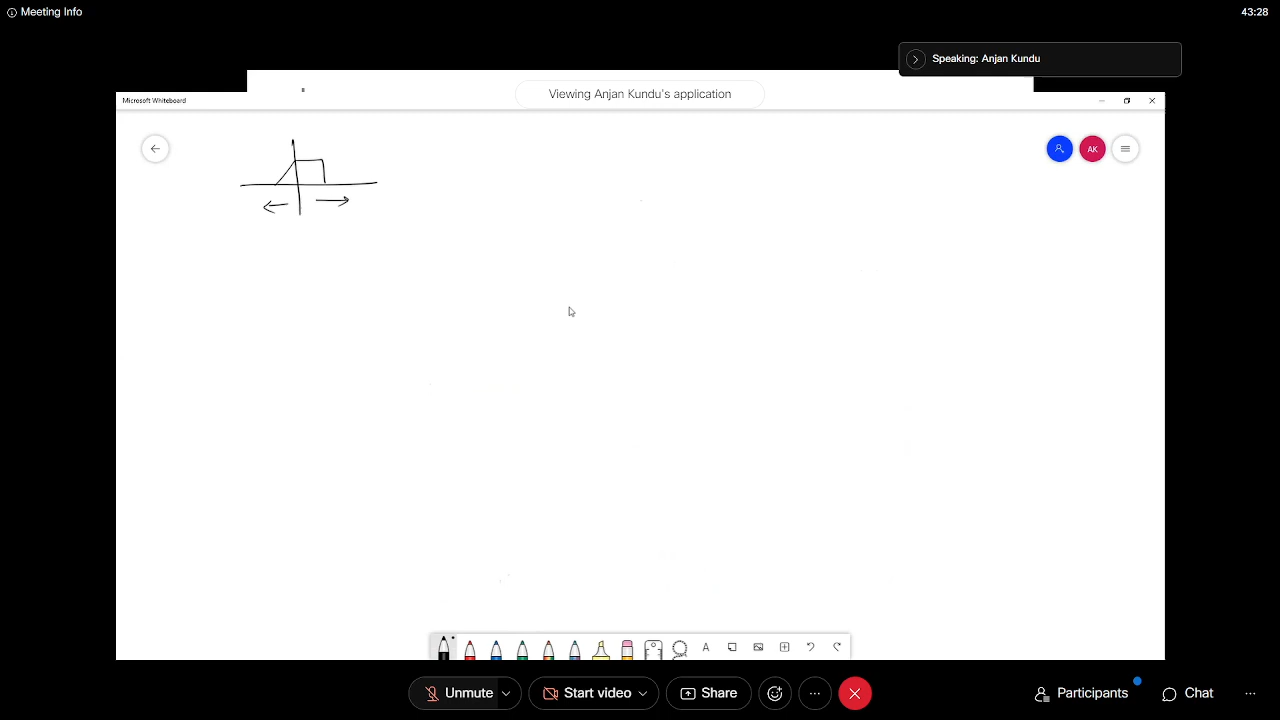 Meeting Info
43:28
Speaking: Anjan Kundu
Viewing Anjan Kundu's application
Microsoft Whiteboard
AK
A
Unmute
Start video
Share
Participants
Chat